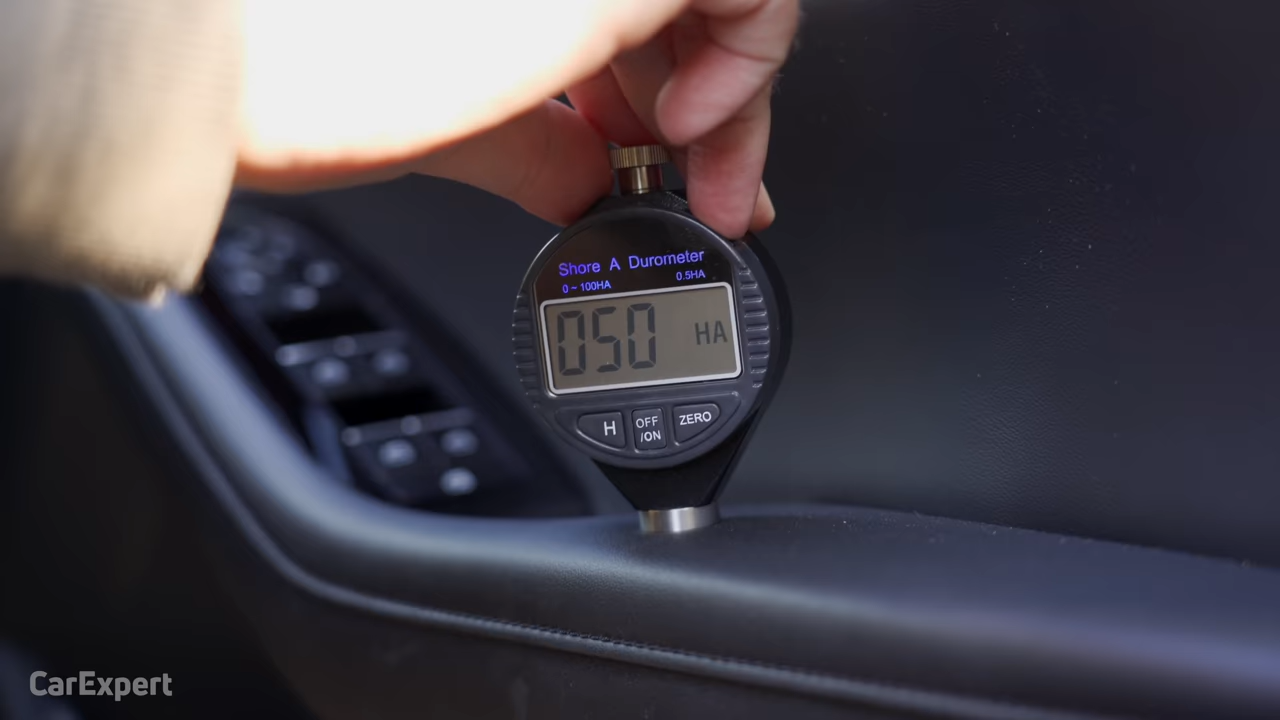 Shore A Durometer
0 ~ 100HA 0.5HA
050 HA
H OFF /ON ZERO
CarExpert